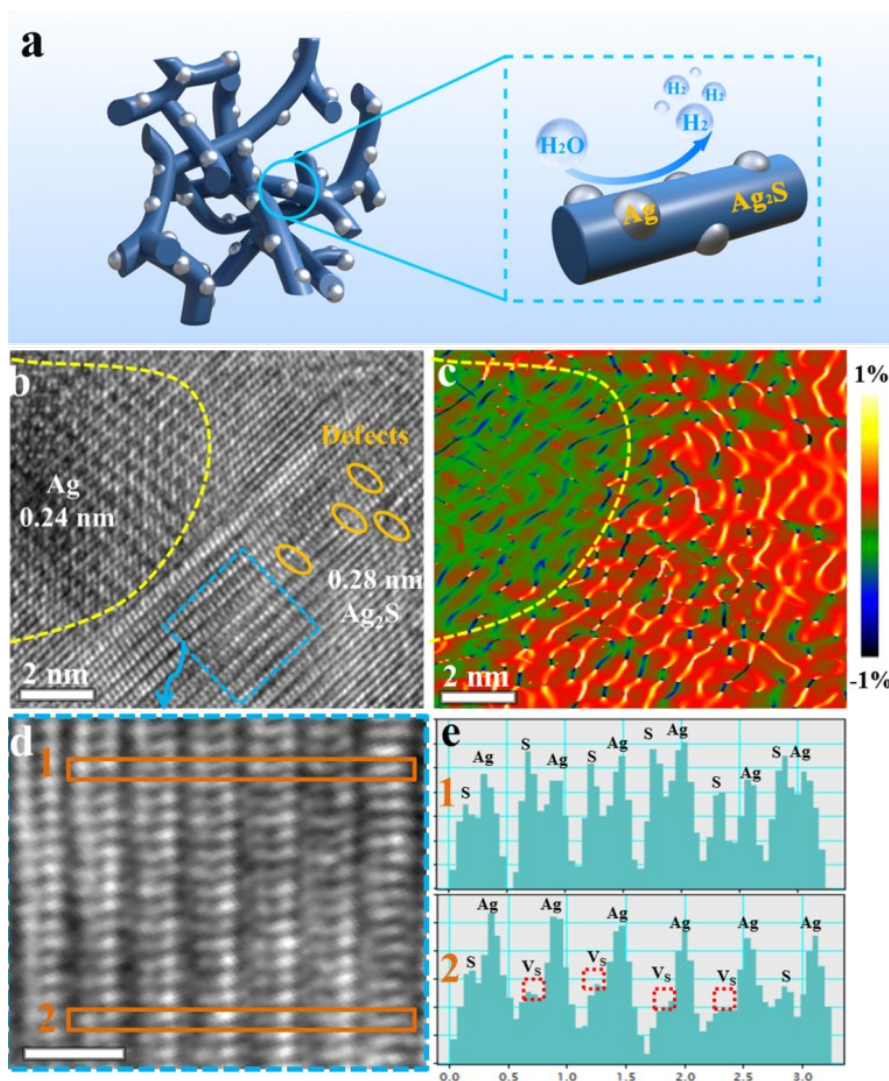 a
H₂O
H₂
H₂
H₂
Ag
Ag₂S
b
Defects
Ag
0.24 nm
0.28 nm
Ag₂S
2 nm
c
1%
-1%
2 nm
d
1
2
e
1
S
Ag
S
Ag
S
Ag
S
Ag
S
Ag
S
Ag
2
S
Ag
Vs
Ag
Vs
Ag
Vs
Ag
Vs
Ag
S
Ag
0.0 0.5 1.0 1.5 2.0 2.5 3.0